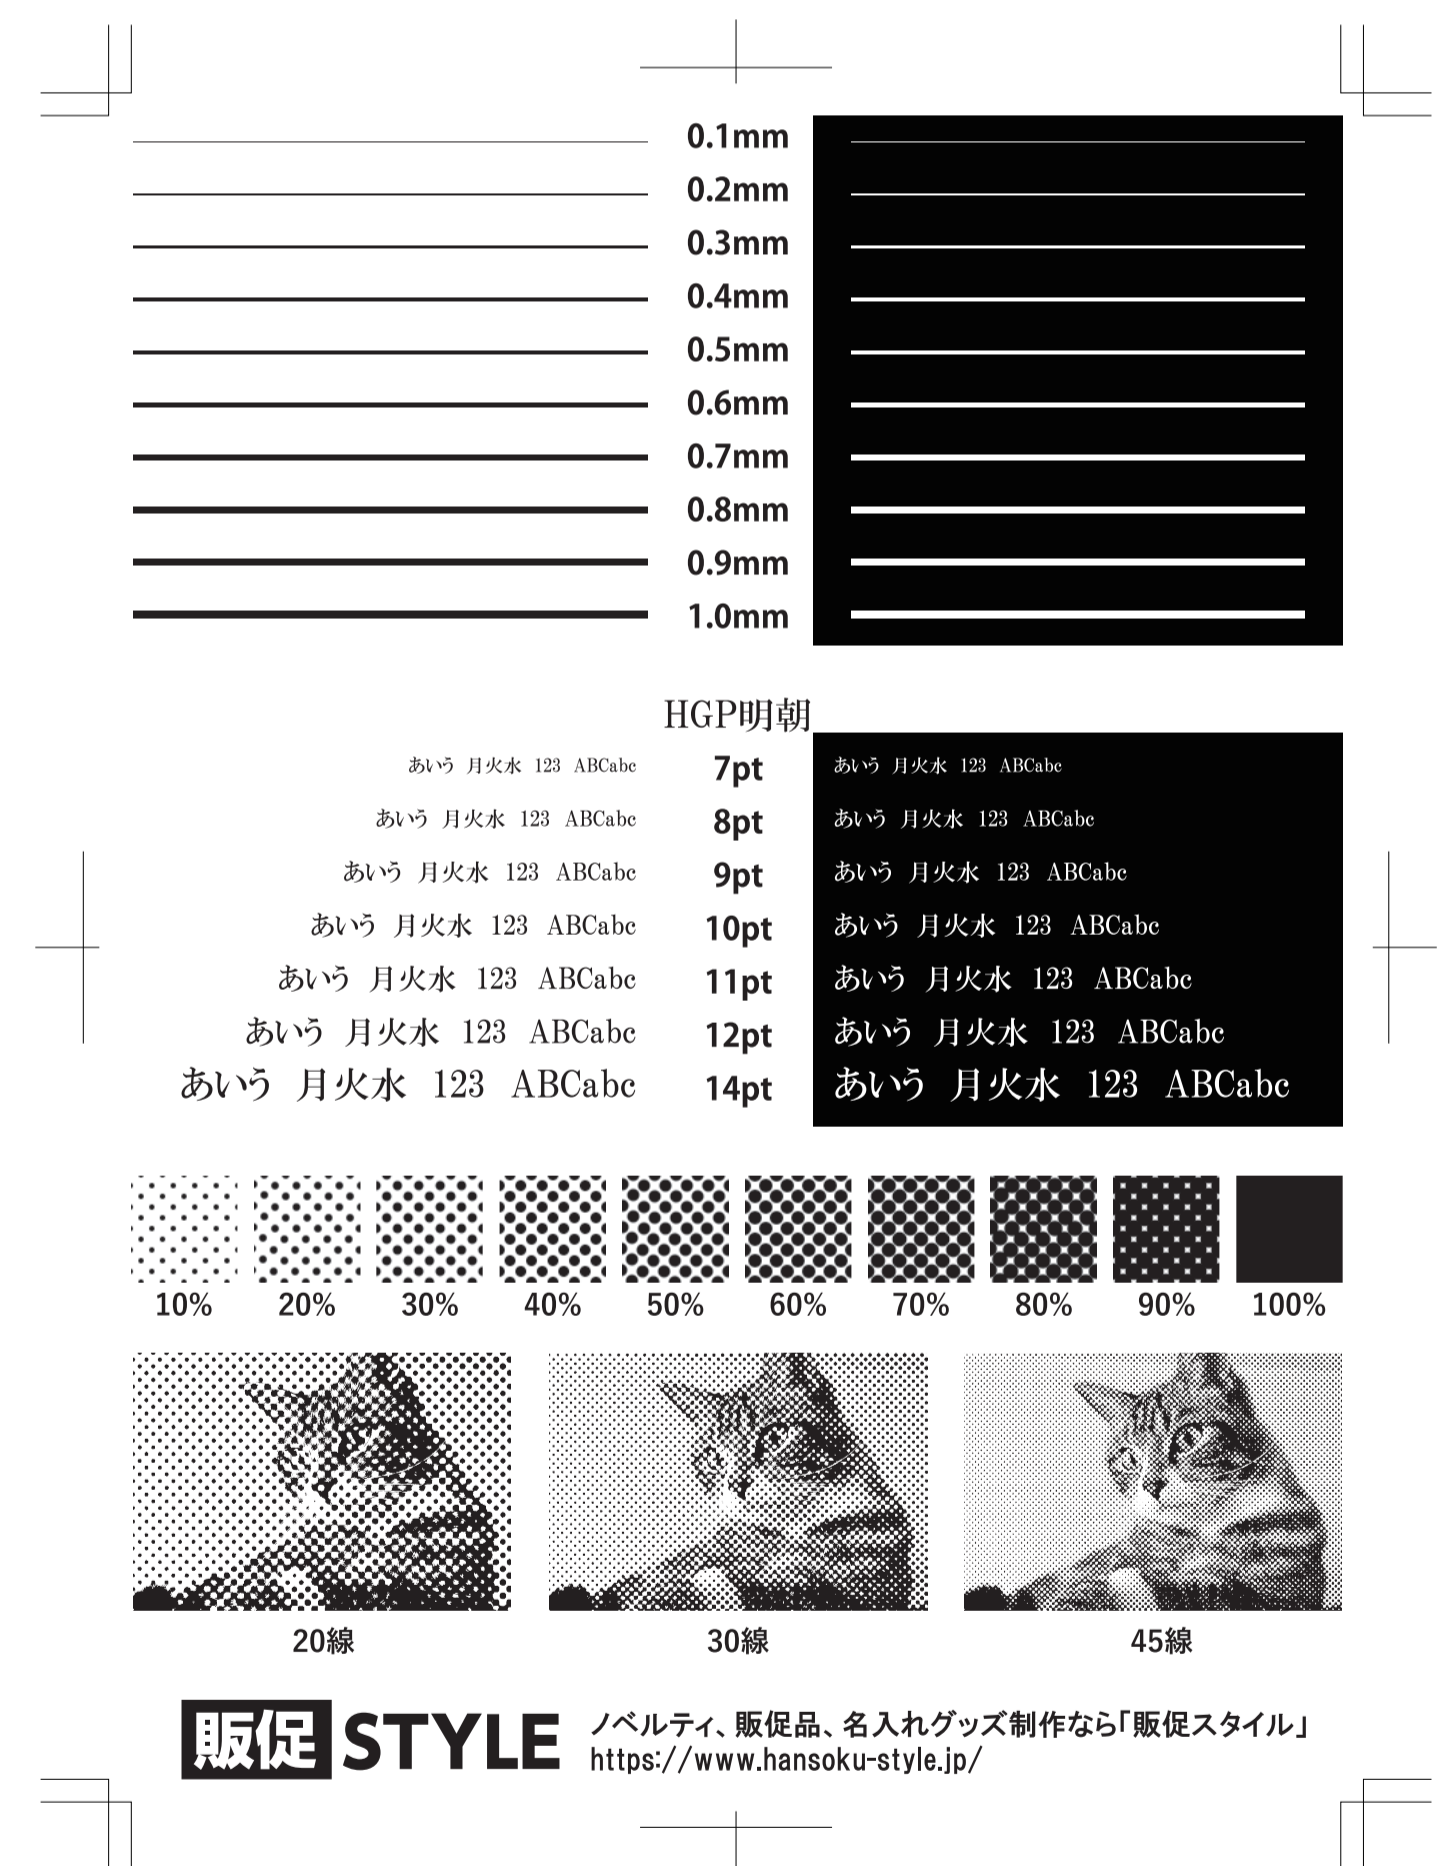 0.1mm
0.2mm
0.3mm
0.4mm
0.5mm
0.6mm
0.7mm
0.8mm
0.9mm
1.0mm
HGP明朝
あいう 月火水 123 ABCabc 7pt あいう 月火水 123 ABCabc
あいう 月火水 123 ABCabc 8pt あいう 月火水 123 ABCabc
あいう 月火水 123 ABCabc 9pt あいう 月火水 123 ABCabc
あいう 月火水 123 ABCabc 10pt あいう 月火水 123 ABCabc
あいう 月火水 123 ABCabc 11pt あいう 月火水 123 ABCabc
あいう 月火水 123 ABCabc 12pt あいう 月火水 123 ABCabc
あいう 月火水 123 ABCabc 14pt あいう 月火水 123 ABCabc
10% 20% 30% 40% 50% 60% 70% 80% 90% 100%
20線 30線 45線
販促 STYLE
ノベルティ、販促品、名入れグッズ制作なら「販促スタイル」
https://www.hansoku-style.jp/